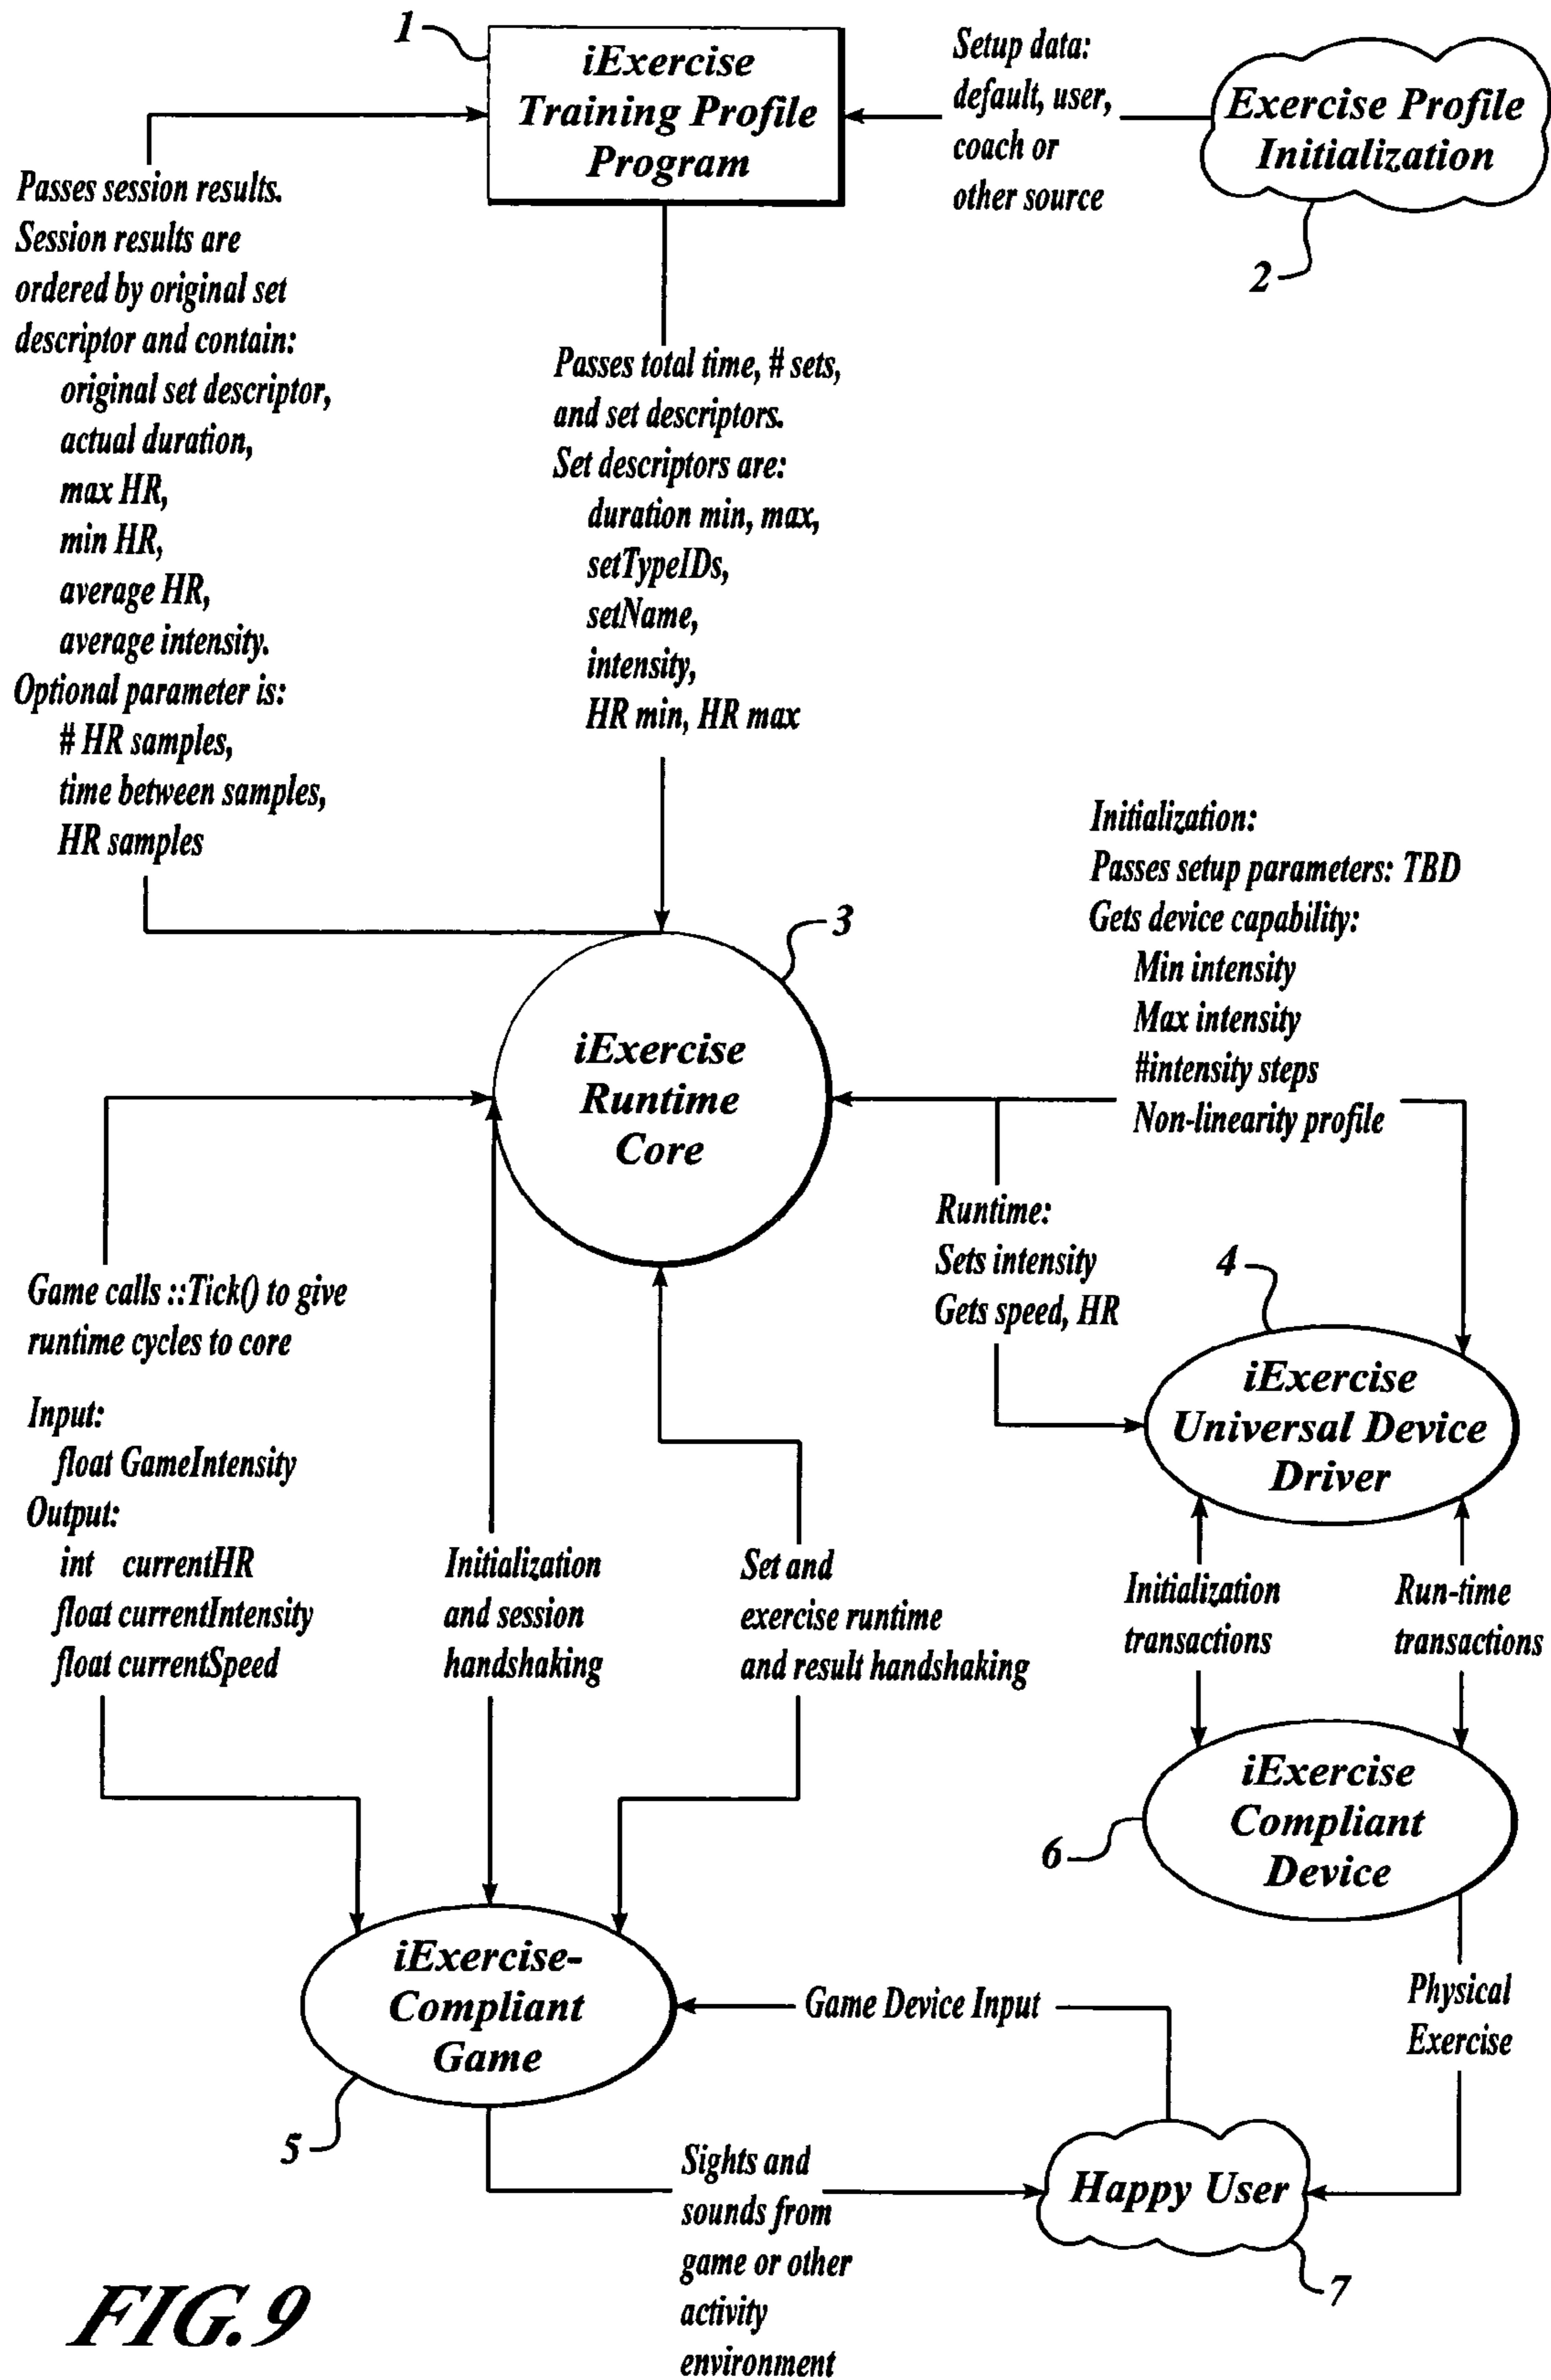 1
iExercise
Training Profile
Program
Setup data:
default, user,
coach or
other source
Exercise Profile
Initialization
2
Passes session results.
Session results are
ordered by original set
descriptor and contain:
original set descriptor,
actual duration,
max HR,
min HR,
average HR,
average intensity.
Optional parameter is:
# HR samples,
time between samples,
HR samples
Passes total time, # sets,
and set descriptors.
Set descriptors are:
duration min, max,
setTypeIDs,
setName,
intensity,
HR min, HR max
Initialization:
Passes setup parameters: TBD
Gets device capability:
Min intensity
Max intensity
#intensity steps
Non-linearity profile
3
iExercise
Runtime
Core
Runtime:
Sets intensity
Gets speed, HR
4
iExercise
Universal Device
Driver
Game calls ::Tick() to give
runtime cycles to core
Input:
float GameIntensity
Output:
int currentHR
float currentIntensity
float currentSpeed
Initialization
and session
handshaking
Set and
exercise runtime
and result handshaking
Initialization
transactions
Run-time
transactions
iExercise
Compliant
Device
6
iExercise-
Compliant
Game
5
Game Device Input
Physical
Exercise
Sights and
sounds from
game or other
activity
environment
Happy User
7
FIG.9